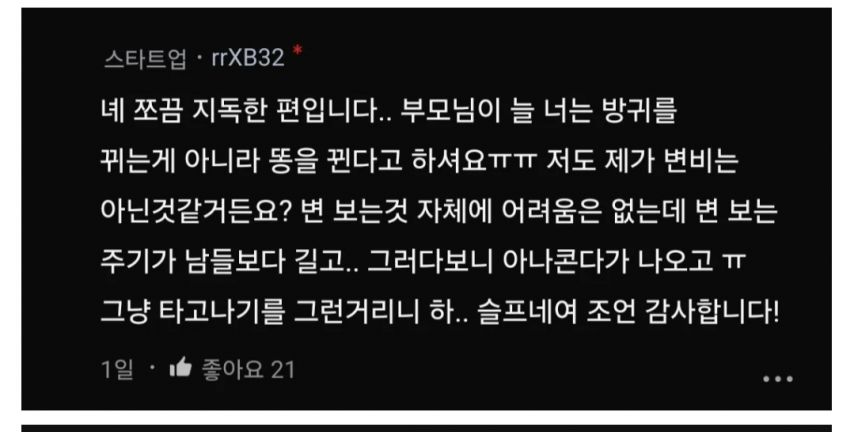 스타트업 · rrXB32 *
녜 쪼끔 지독한 편입니다.. 부모님이 늘 너는 방귀를
뀌는게 아니라 똥을 뀐다고 하셔요ㅠㅠ 저도 제가 변비는
아닌것같거든요? 변 보는것 자체에 어려움은 없는데 변 보는
주기가 남들보다 길고.. 그러다보니 아나콘다가 나오고 ㅠ
그냥 타고나기를 그런거리니 하.. 슬프네여 조언 감사합니다!
1일 · 좋아요 21